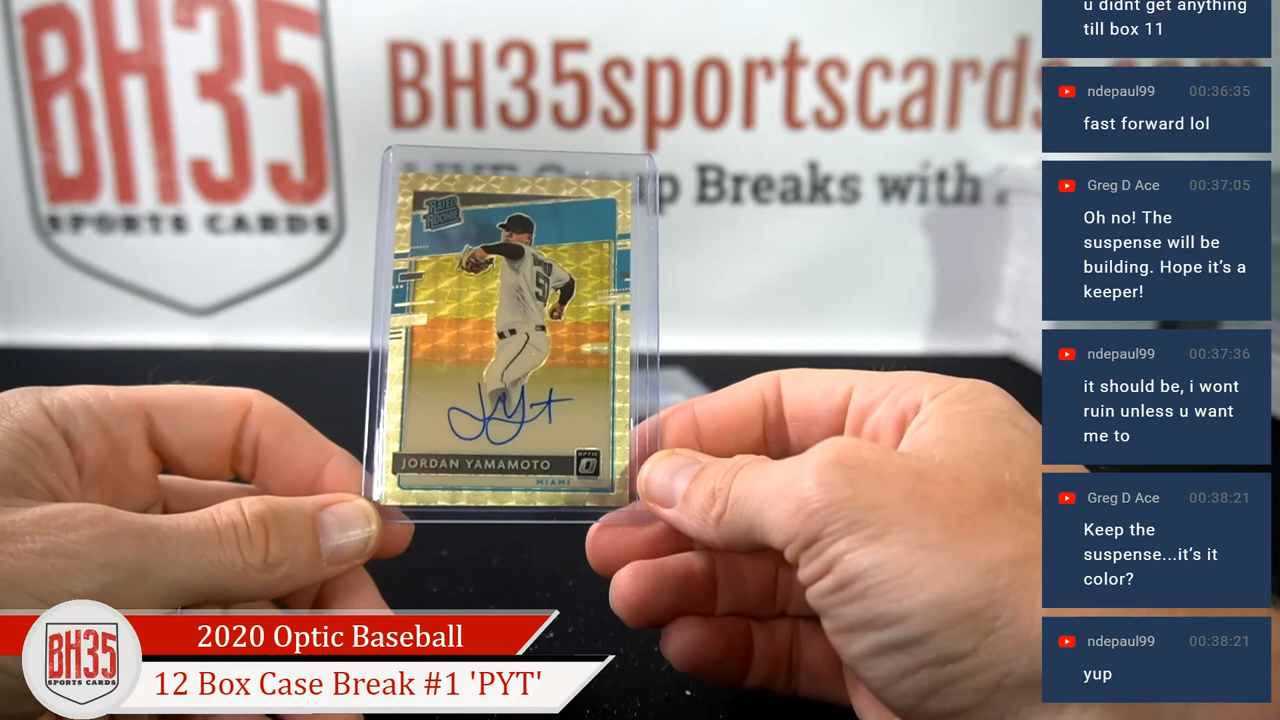 BH35
SPORTS CARDS
BH35sportscards
Group Breaks with
RATED
ROOKIE
51
JORDAN YAMAMOTO
OPTIC
MIAMI
BH35
SPORTS CARDS
2020 Optic Baseball
12 Box Case Break #1 'PYT'
u didnt get anything
till box 11
ndepaul99 00:36:35
fast forward lol
Greg D Ace 00:37:05
Oh no! The
suspense will be
building. Hope it’s a
keeper!
ndepaul99 00:37:36
it should be, i wont
ruin unless u want
me to
Greg D Ace 00:38:21
Keep the
suspense...it’s it
color?
ndepaul99 00:38:21
yup